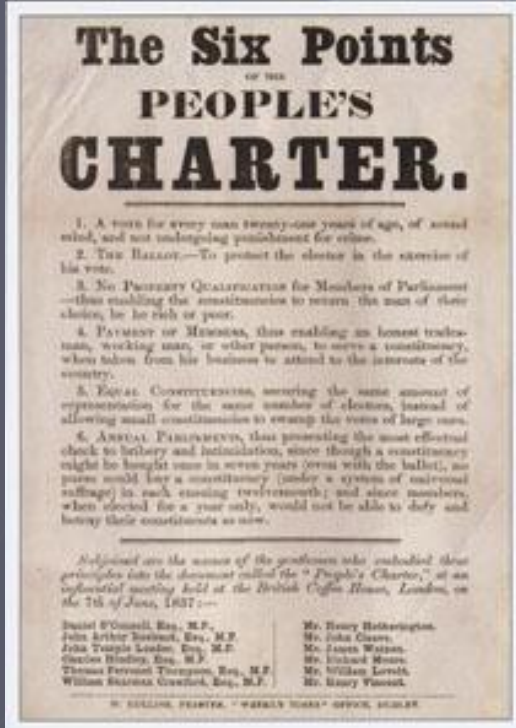 The Six Points
OF THE
PEOPLE'S
CHARTER.
1. A VOTE for every man twenty-one years of age, of sound
mind, and not undergoing punishment for crime.
2. THE BALLOT.—To protect the elector in the exercise of
his vote.
3. NO PROPERTY QUALIFICATION for Members of Parliament
—thus enabling the constituencies to return the man of their
choice, be he rich or poor.
4. PAYMENT OF MEMBERS, thus enabling an honest trades-
man, working man, or other person, to serve a constituency,
when taken from his business to attend to the interests of the
country.
5. EQUAL CONSTITUENCIES, securing the same amount of
representation for the same number of electors, instead of
allowing small constituencies to swamp the votes of large ones.
6. ANNUAL PARLIAMENTS, thus presenting the most effectual
check to bribery and intimidation, since though a constituency
might be bought once in seven years (even with the ballot), no
purse could buy a constituency (under a system of universal
suffrage) in each ensuing twelvemonth; and since members,
when elected for a year only, would not be able to defy and
betray their constituents as now.
Subjoined are the names of the gentlemen who embodied these
principles into the document called the "People's Charter," at an
influential meeting held at the British Coffee House, London, on
the 7th of June, 1837:—
Daniel O'Connell, Esq., M.P.,
John Arthur Roebuck, Esq., M.P.
John Temple Leader, Esq., M.P.
Charles Hindley, Esq., M.P.
Thomas Perronet Thompson, Esq., M.P.
William Sharman Crawford, Esq., M.P.
Mr. Henry Hetherington.
Mr. John Cleave.
Mr. James Watson.
Mr. Richard Moore.
Mr. William Lovett.
Mr. Henry Vincent.
PRINTER, "WEEKLY TIMES" OFFICE, DUDLEY.